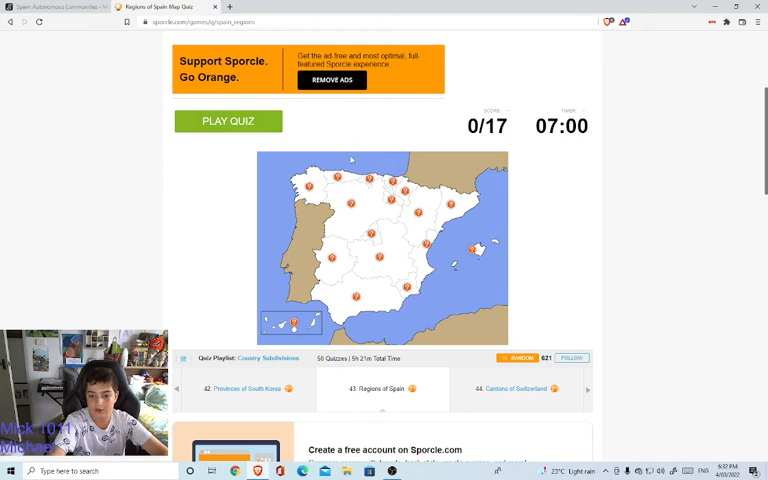 Spain: Autonomous Communities - M
Regions of Spain Map Quiz
sporcle.com/games/g/spain_regions
Support Sporcle.
Go Orange.
Get the ad-free and most optimal, full-
featured Sporcle experience
REMOVE ADS
PLAY QUIZ
SCORE
0/17
TIMER
07:00
Quiz Playlist: Country Subdivisions
50 Quizzes | 5h 21m Total Time
RANDOM
621
FOLLOW
42. Provinces of South Korea
43. Regions of Spain
44. Cantons of Switzerland
Create a free account on Sporcle.com
Mick 1011
Michael
Type here to search
23°C Light rain
ENG
6:32 PM
4/03/2022